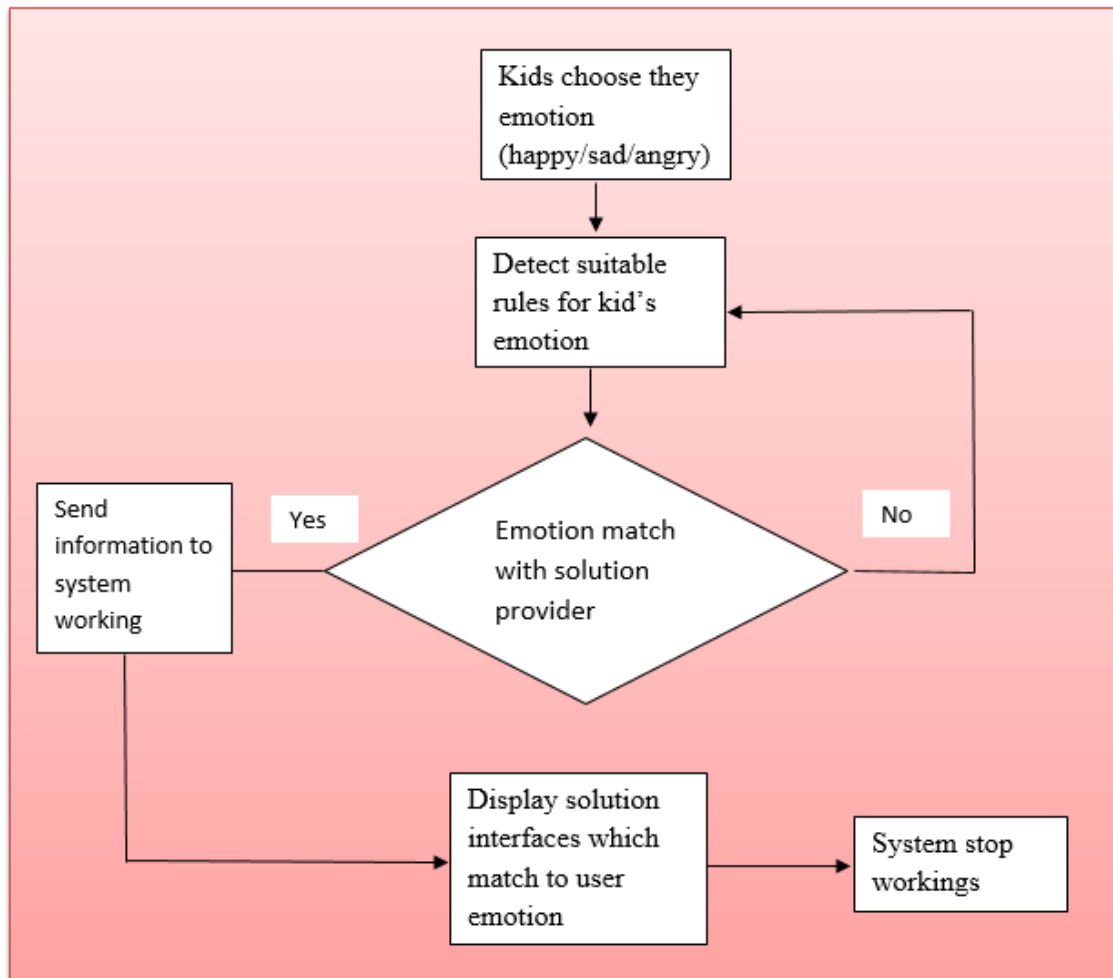 Kids choose they
emotion
(happy/sad/angry)
Detect suitable
rules for kid’s
emotion
Emotion match
with solution
provider
Yes
No
Send
information to
system
working
Display solution
interfaces which
match to user
emotion
System stop
workings